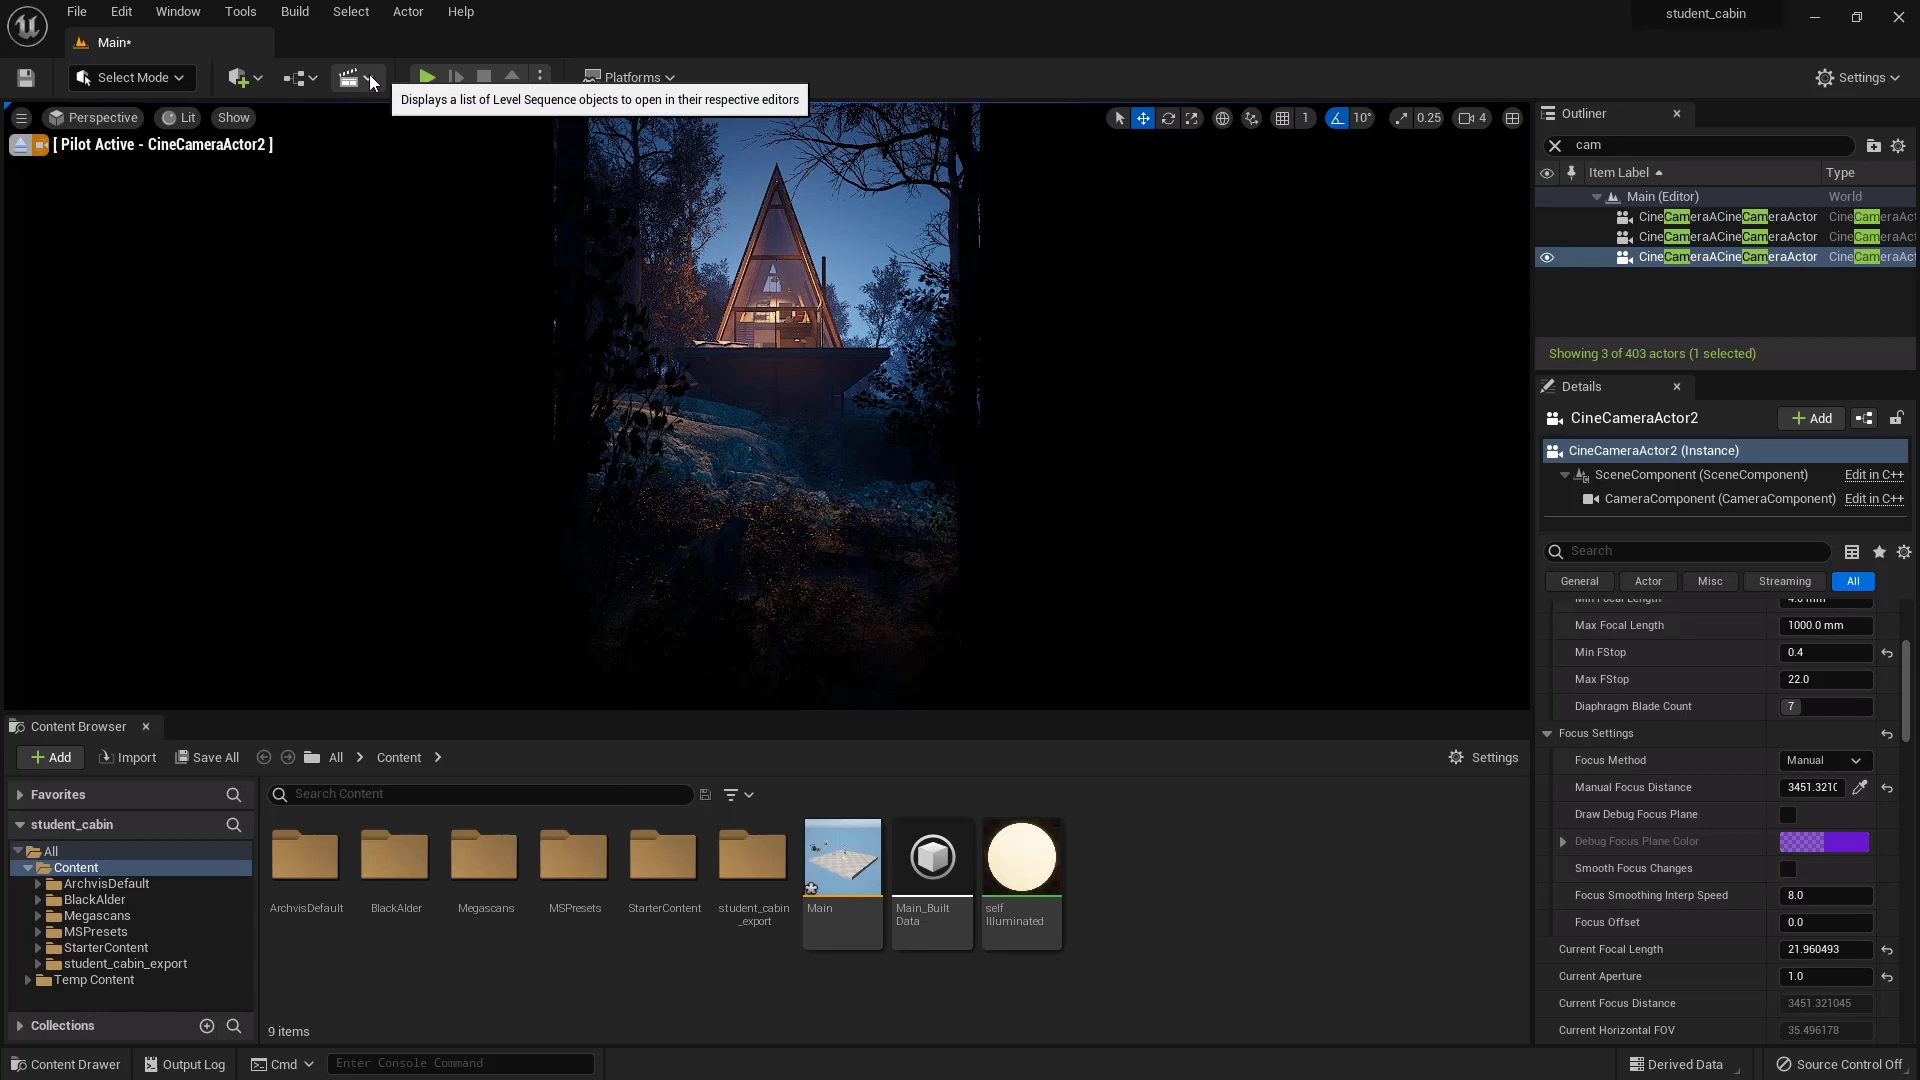 File Edit Window Tools Build Select Actor Help
student_cabin
Main*
Select Mode
Platforms
Settings
Displays a list of Level Sequence objects to open in their respective editors
Perspective Lit Show
1 10° 0.25 4
[ Pilot Active - CineCameraActor2 ]
Outliner
cam
Item Label Type
Main (Editor) World
CineCameraACineCameraActor CineCameraAct
CineCameraACineCameraActor CineCameraAct
CineCameraACineCameraActor CineCameraAct
Showing 3 of 403 actors (1 selected)
Details
CineCameraActor2
Add
CineCameraActor2 (Instance)
SceneComponent (SceneComponent) Edit in C++
CameraComponent (CameraComponent) Edit in C++
Search
General Actor Misc Streaming All
Min Focal Length 4.0 mm
Max Focal Length 1000.0 mm
Min FStop 0.4
Max FStop 22.0
Diaphragm Blade Count 7
Focus Settings
Focus Method Manual
Manual Focus Distance 3451.321(
Draw Debug Focus Plane
Debug Focus Plane Color
Smooth Focus Changes
Focus Smoothing Interp Speed 8.0
Focus Offset 0.0
Current Focal Length 21.960493
Current Aperture 1.0
Current Focus Distance 3451.321045
Current Horizontal FOV 35.496178
Content Browser
Add Import Save All All Content
Settings
Favorites
student_cabin
All
Content
ArchvisDefault
BlackAlder
Megascans
MSPresets
StarterContent
student_cabin_export
Temp Content
Collections
Search Content
ArchvisDefault
BlackAlder
Megascans
MSPresets
StarterContent
student_cabin
_export
Main
Main_Built
Data
self
Illuminated
9 items
Content Drawer Output Log Cmd Enter Console Command
Derived Data Source Control Off